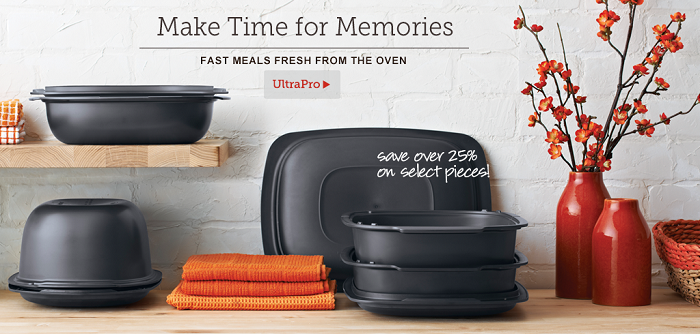 Make Time for Memories
FAST MEALS FRESH FROM THE OVEN
UltraPro
save over 25%
on select pieces!